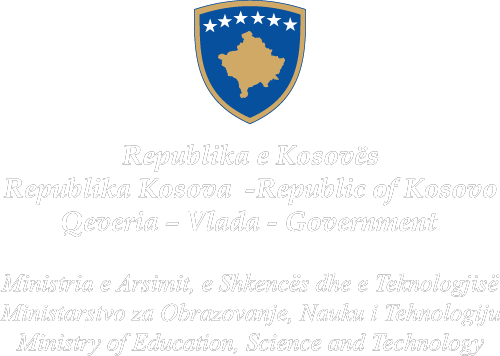 Republika e Kosovës
Republika Kosova -Republic of Kosovo
Qeveria – Vlada - Government
Ministria e Arsimit, e Shkencës dhe e Teknologjisë
Ministarstvo za Obrazovanje, Nauku i Tehnologiju
Ministry of Education, Science and Technology